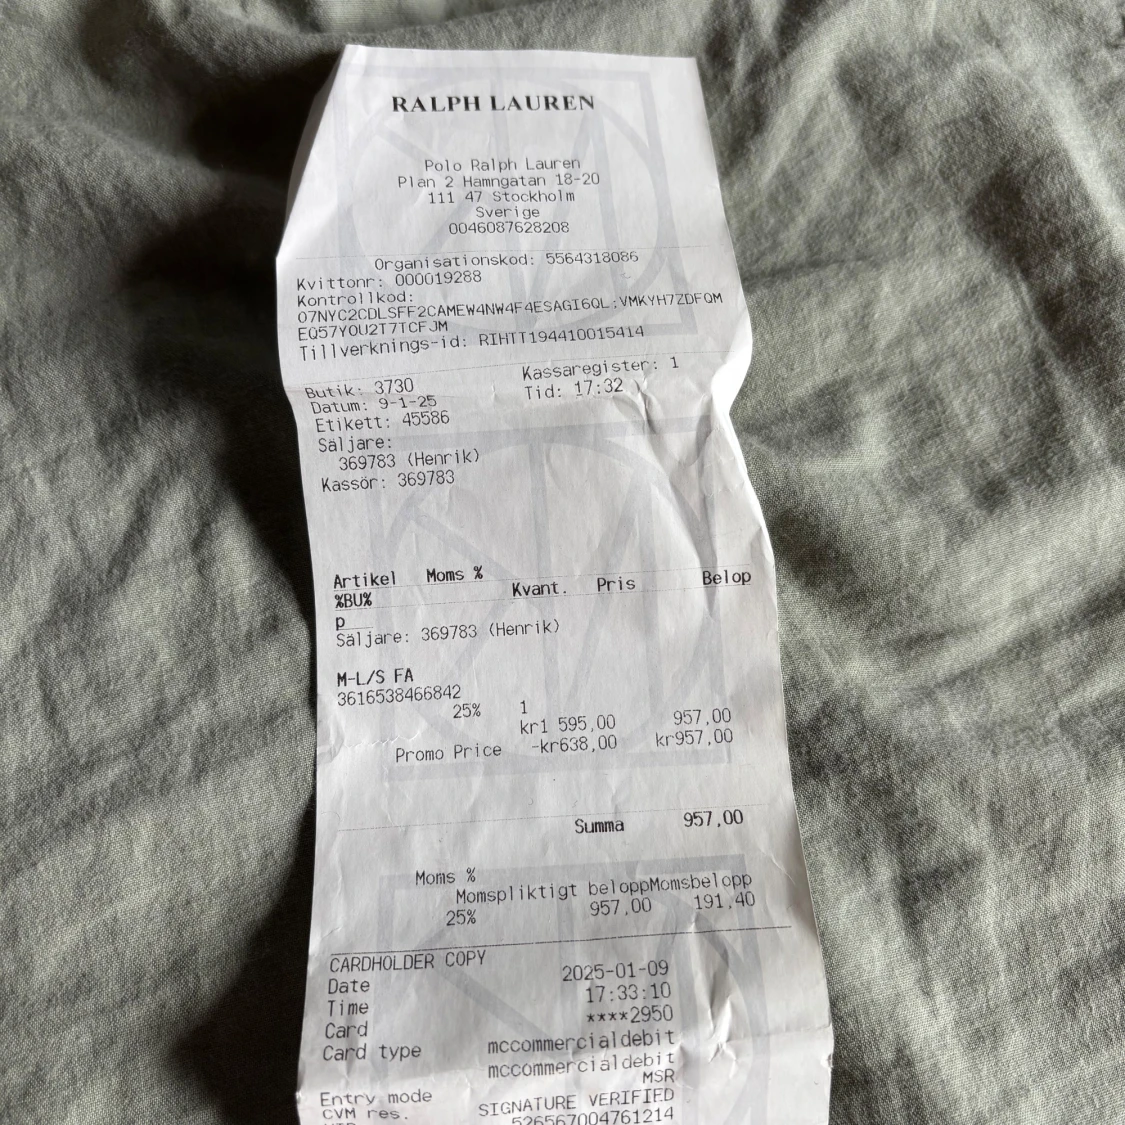 RALPH LAUREN
Polo Ralph Lauren
Plan 2 Hamngatan 18-20
111 47 Stockholm
Sverige
0046087628208
Organisationskod: 5564318086
Kvittonr: 000019288
Kontrollkod:
O7NYC2CDLSFF2CAMEW4NW4F4ESAGI6QL:VMKYH7ZDFQM
EQ57YOU2T7TCFJM
Tillverknings-id: RIHTT194410015414
Butik: 3730 Kassaregister: 1
Datum: 9-1-25 Tid: 17:32
Etikett: 45586
Säljare:
369783 (Henrik)
Kassör: 369783
Artikel Moms %
%BU% Kvant. Pris Belop
p
Säljare: 369783 (Henrik)
M-L/S FA
3616538466842
25% 1
kr1 595,00 957,00
Promo Price -kr638,00 kr957,00
Summa 957,00
Moms %
Momspliktigt beloppMomsbelopp
25% 957,00 191,40
CARDHOLDER COPY
Date 2025-01-09
Time 17:33:10
Card ****2950
Card type mccommercialdebit
mccommercialdebit
Entry mode MSR
CVM res. SIGNATURE VERIFIED
526567004761214